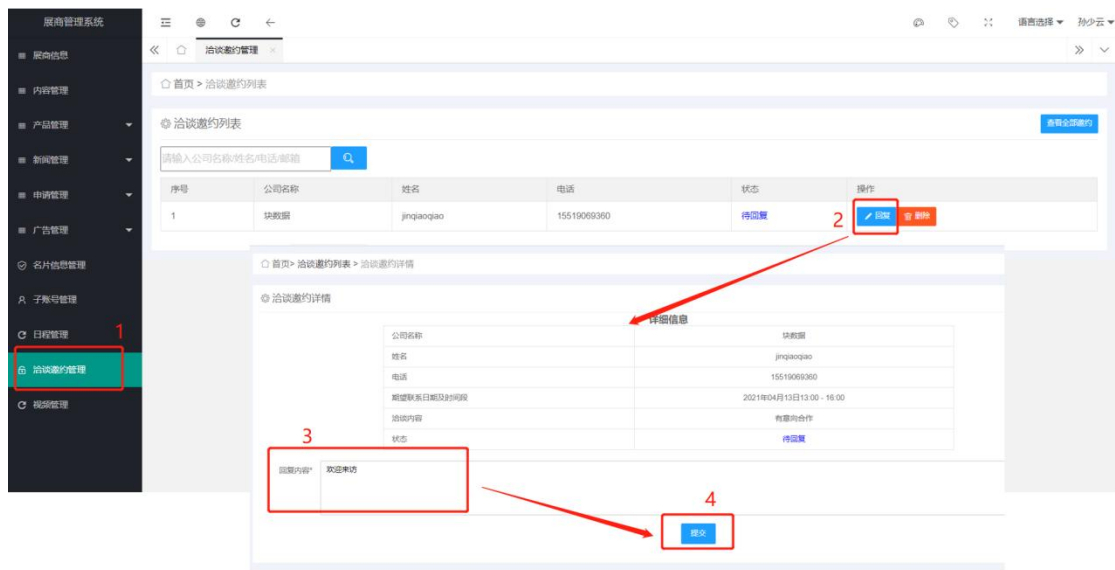 展商管理系统
语言选择
孙少云
展商信息
内容管理
产品管理
新闻管理
申请管理
广告管理
名片信息管理
子账号管理
日程管理
1
洽谈邀约管理
视频管理
洽谈邀约管理 ×
首页 > 洽谈邀约列表
洽谈邀约列表
查看全部邀约
请输入公司名称/姓名/电话/邮箱
序号 公司名称 姓名 电话 状态 操作
1 块数据 jinqiaoqiao 15519069360 待回复 2 回复 删除
首页> 洽谈邀约列表 > 洽谈邀约详情
洽谈邀约详情
详细信息
公司名称 块数据
姓名 jinqiaoqiao
电话 15519069360
期望联系日期及时间段 2021年04月13日13:00 - 16:00
洽谈内容 有意向合作
状态 待回复
3
回复内容* 欢迎来访
4
提交